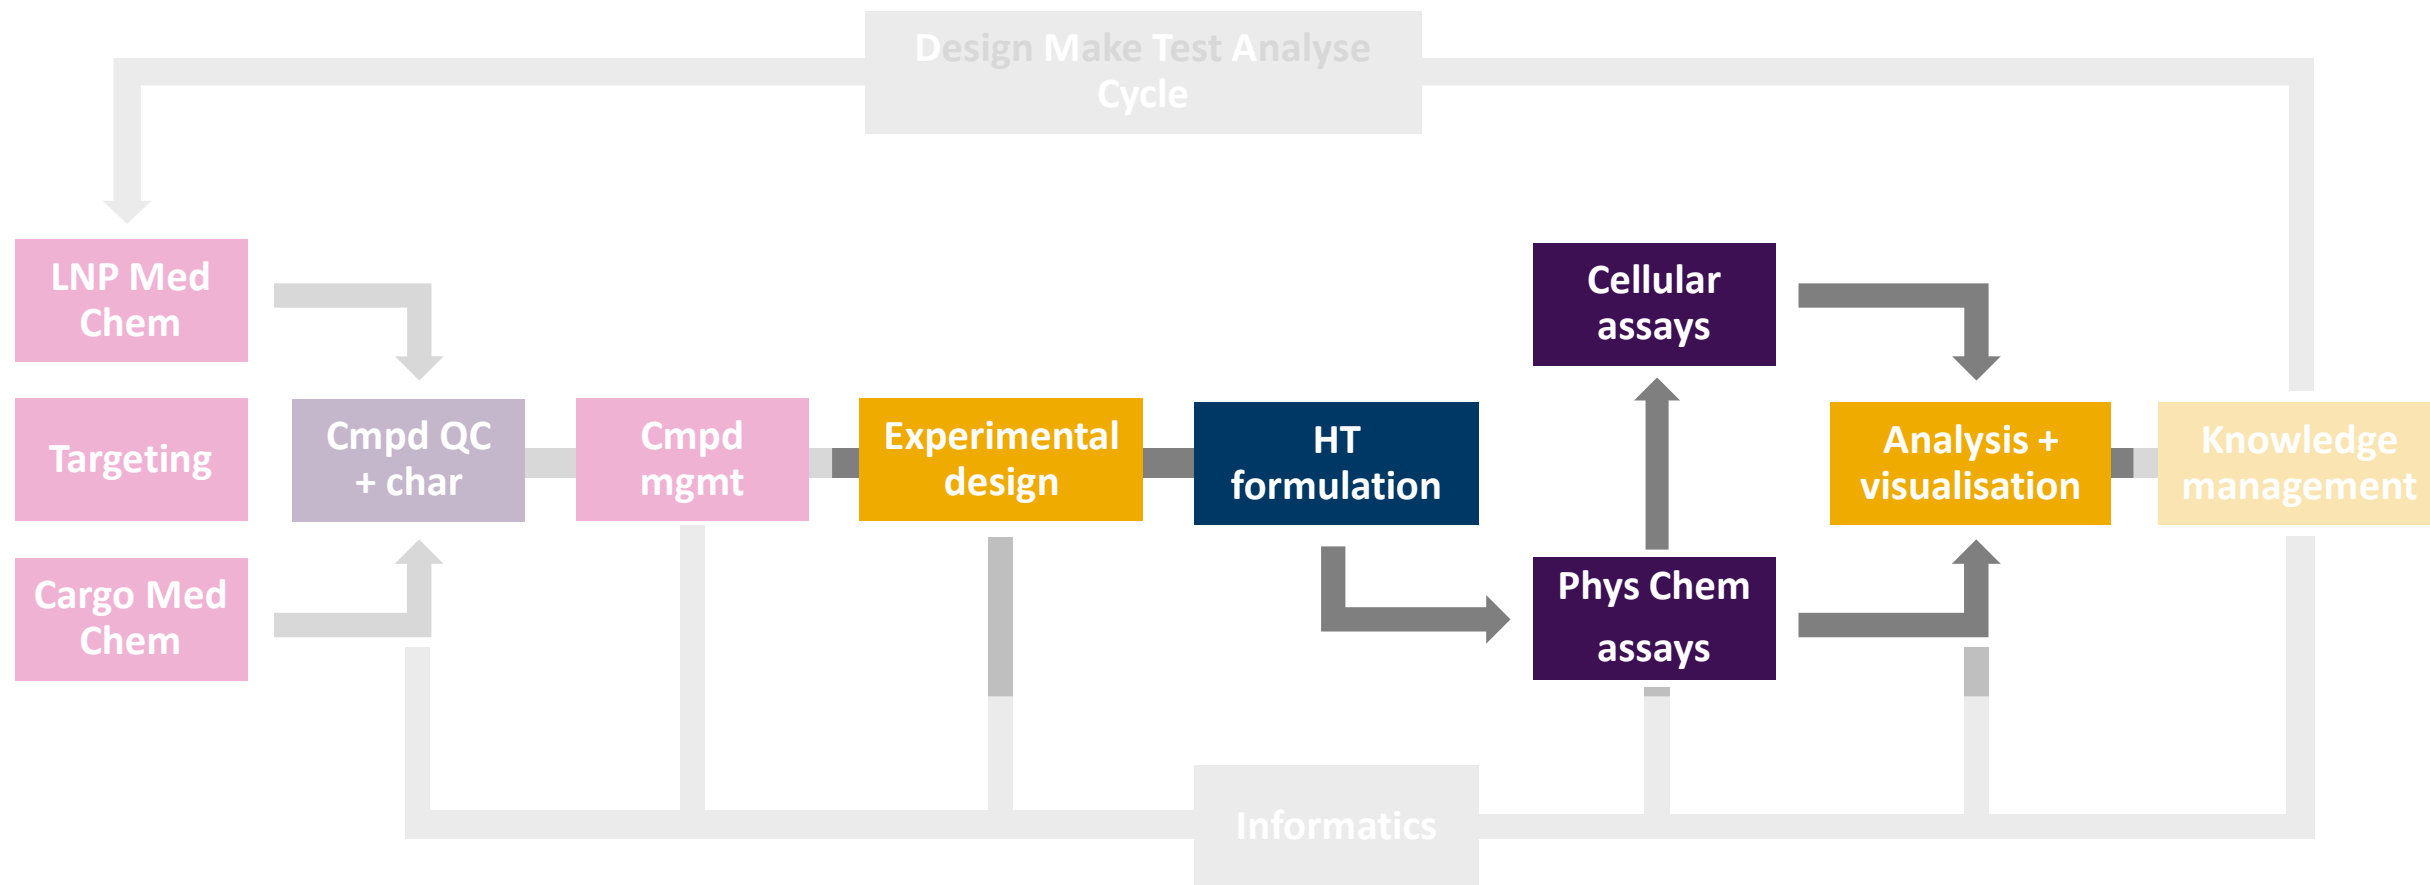 Design Make Test Analyse
Cycle
LNP Med
Chem
Targeting
Cargo Med
Chem
Cmpd QC
+ char
Cmpd
mgmt
Experimental
design
HT
formulation
Cellular
assays
Phys Chem
assays
Analysis +
visualisation
Knowledge
management
Informatics